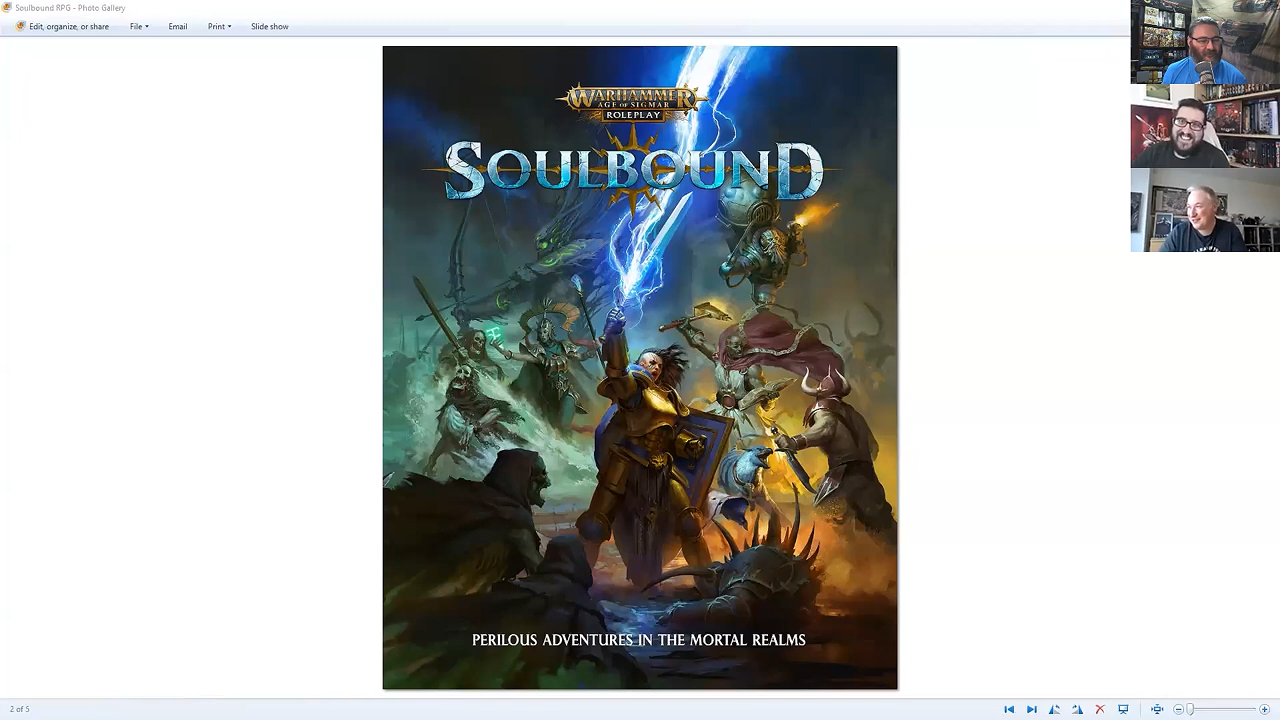 Soulbound RPG - Photo Gallery
Edit, organize, or share File Email Print Slide show
WARHAMMER
AGE OF SIGMAR
ROLEPLAY
SOULBOUND
PERILOUS ADVENTURES IN THE MORTAL REALMS
2 of 5